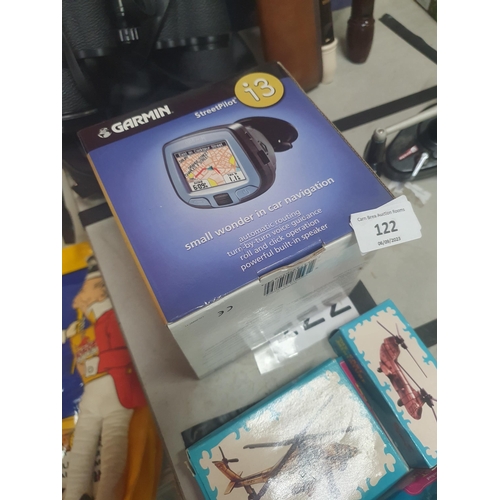 GARMIN
StreetPilot
i3
small wonder in car navigation
automatic routing
turn-by-turn voice guidance
roll and click operation
powerful built-in speaker
122